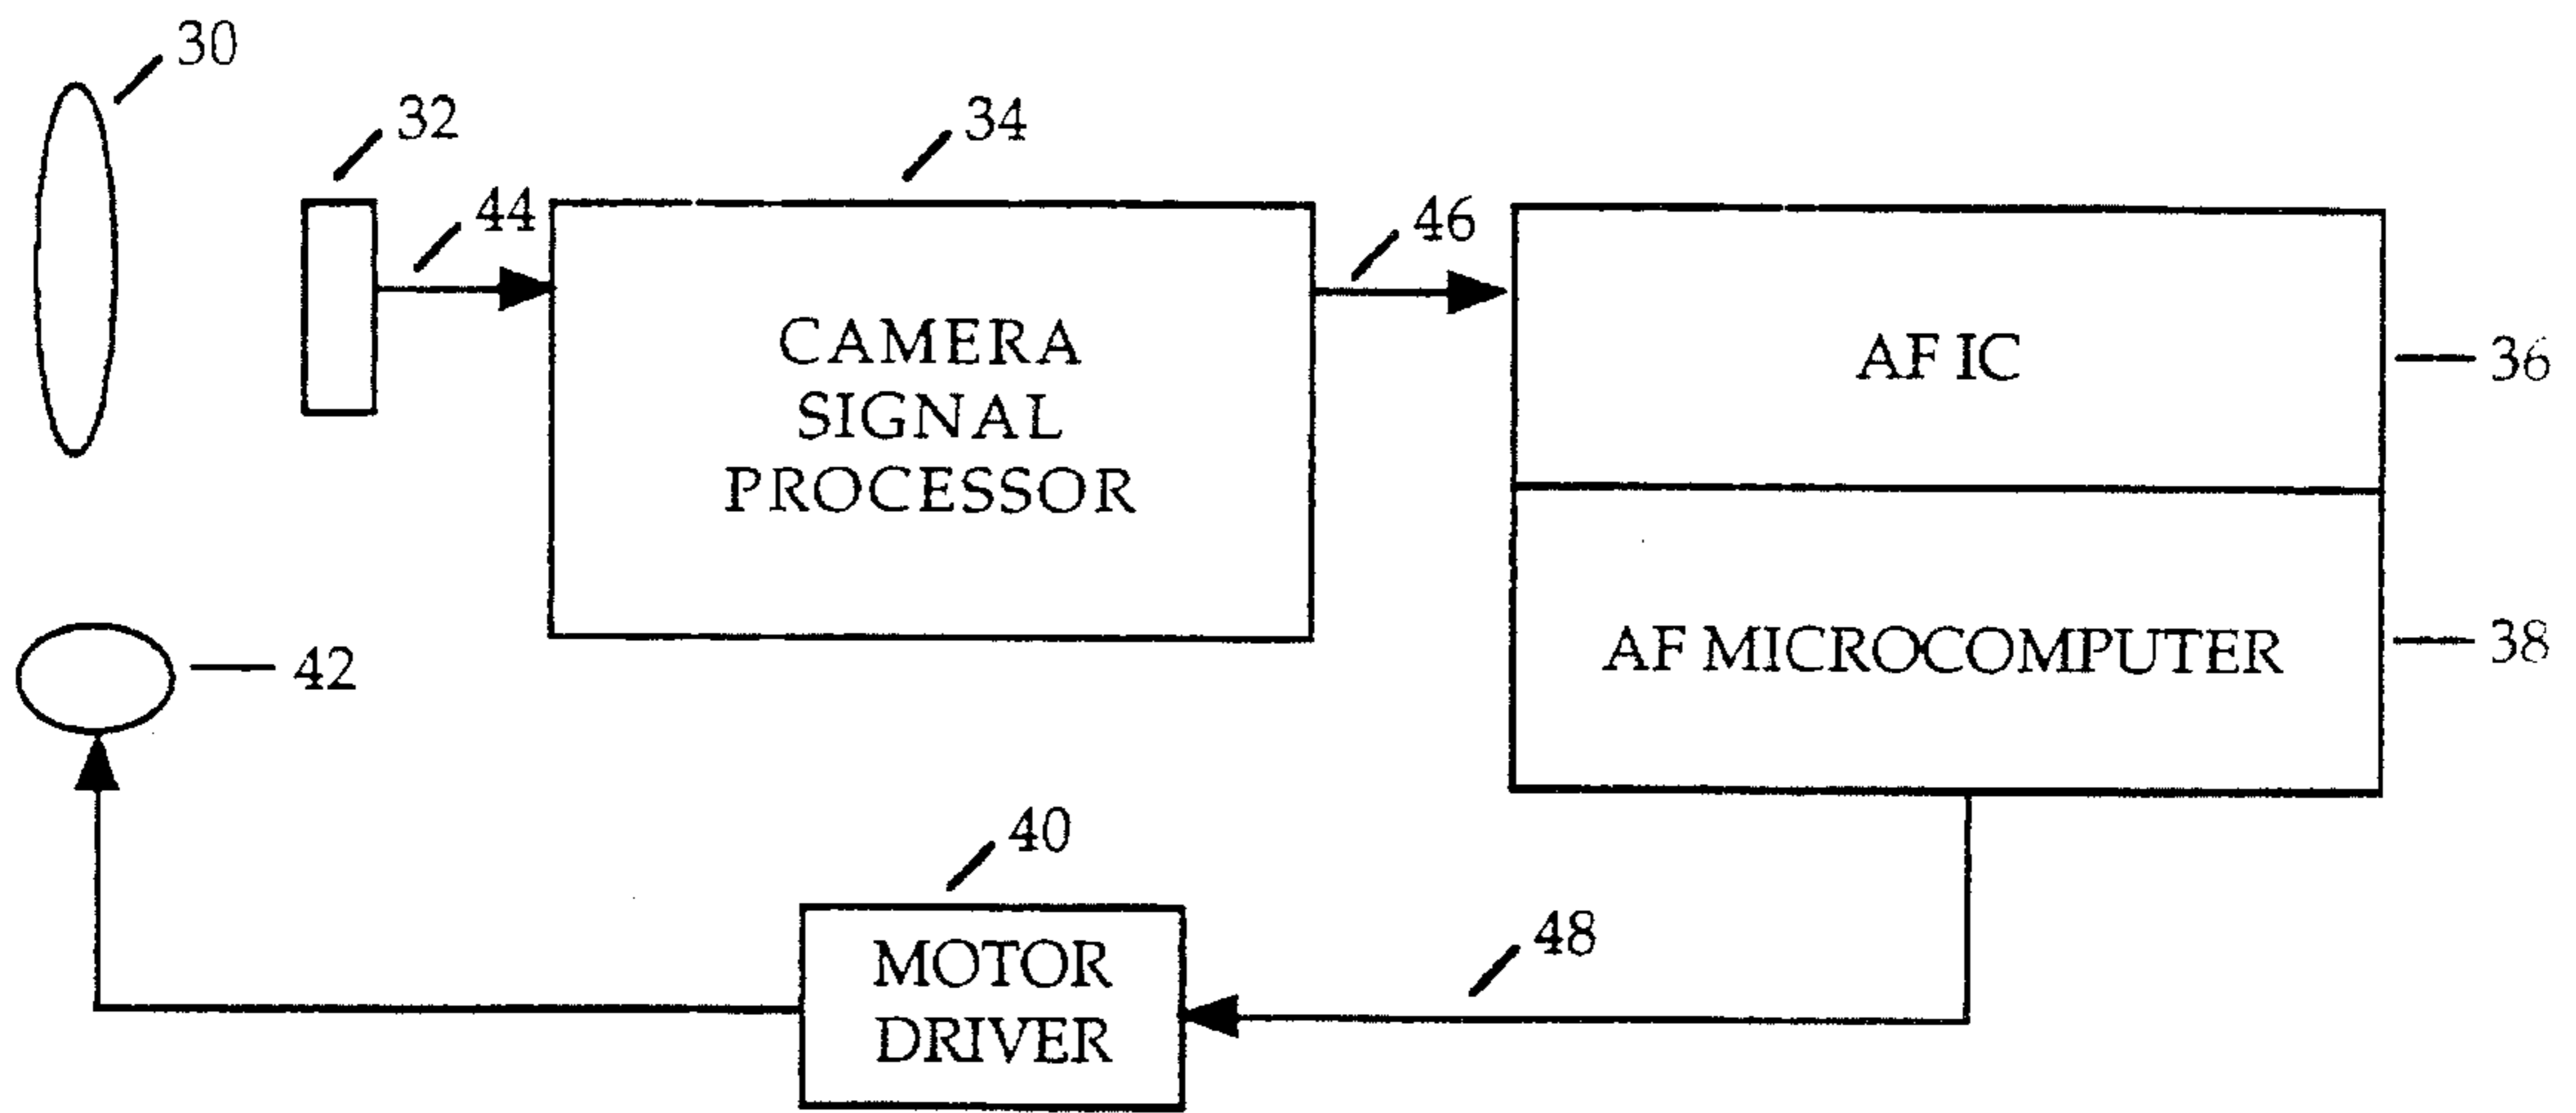 30
32
34
44
46
CAMERA
SIGNAL
PROCESSOR
AF IC
36
AF MICROCOMPUTER
38
42
40
MOTOR
DRIVER
48